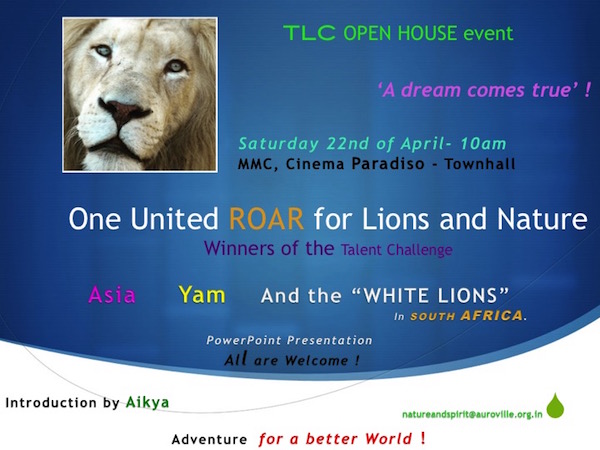 TLC OPEN HOUSE event
‘A dream comes true’ !
Saturday 22nd of April- 10am
MMC, Cinema Paradiso - Townhall
One United ROAR for Lions and Nature
Winners of the Talent Challenge
Asia Yam And the “WHITE LIONS”
In SOUTH AFRICA.
PowerPoint Presentation
All are Welcome !
Introduction by Aikya
natureandspirit@auroville.org.in
Adventure for a better World !